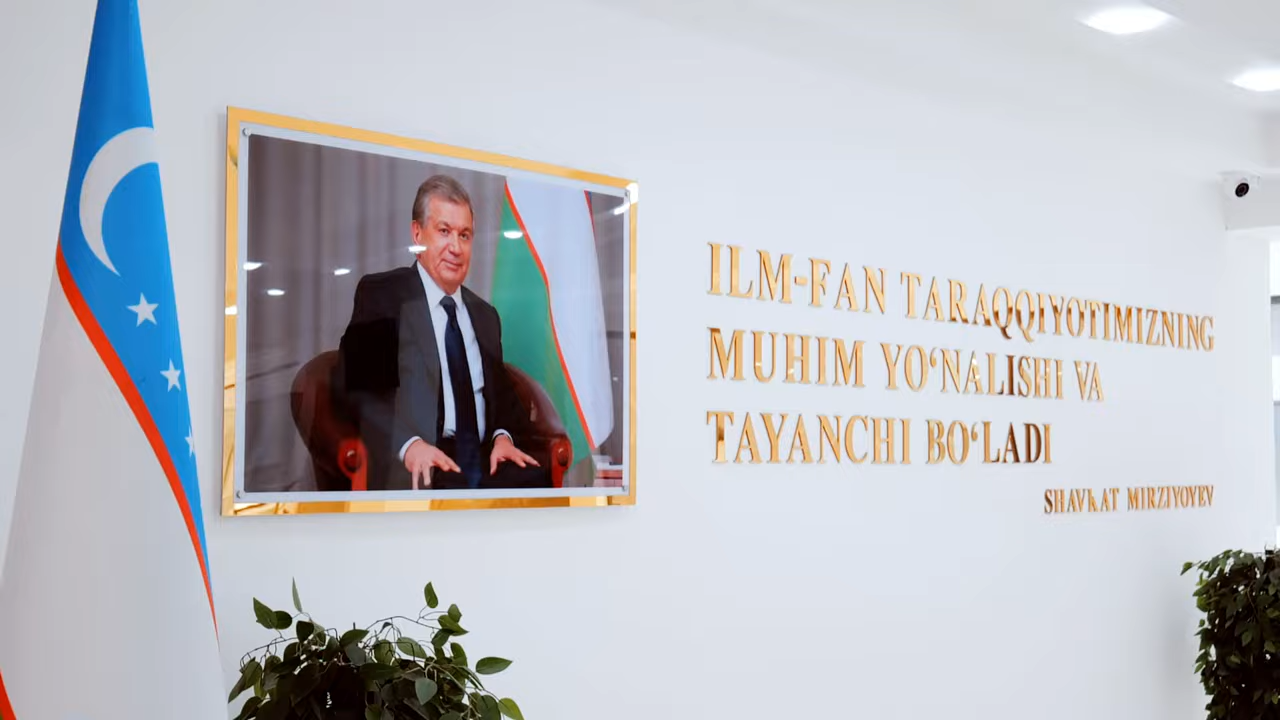 ILM-FAN TARAQQIYOTIMIZNING
MUHIM YO‘NALISHI VA
TAYANCHI BO‘LADI
SHAVKAT MIRZIYOYEV